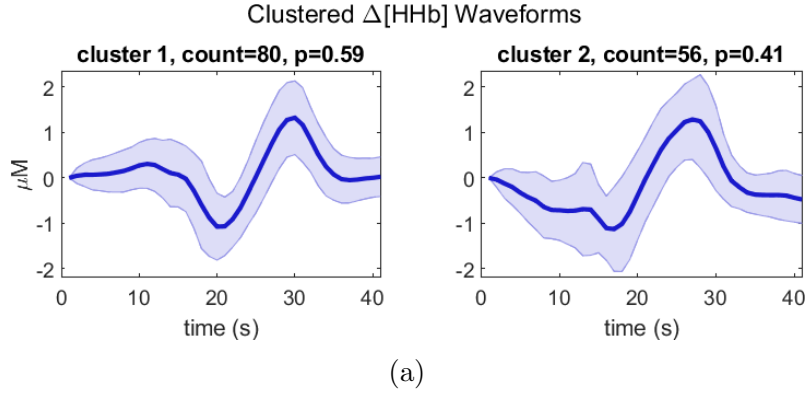 Clustered Δ[HHb] Waveforms
cluster 1, count=80, p=0.59
cluster 2, count=56, p=0.41
μM
2
1
0
-1
-2
0 10 20 30 40
time (s)
2
1
0
-1
-2
0 10 20 30 40
time (s)
(a)